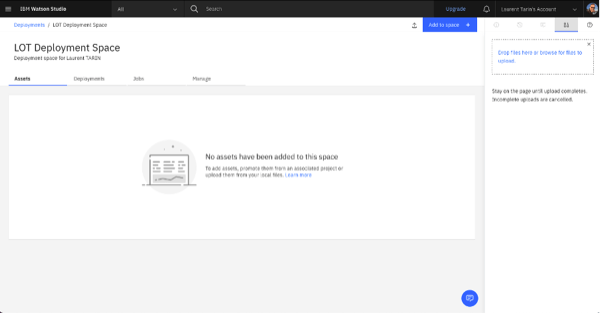 IBM Watson Studio
All
Search
Upgrade
Laurent Tarin's Account
Deployments / LOT Deployment Space
Add to space +
LOT Deployment Space
Deployment space for Laurent TARIN
Assets
Deployments
Jobs
Manage
No assets have been added to this space
To add assets, promote them from an associated project or
upload them from your local files. Learn more
Drop files here or browse for files to
upload.
Stay on the page until upload completes.
Incomplete uploads are cancelled.